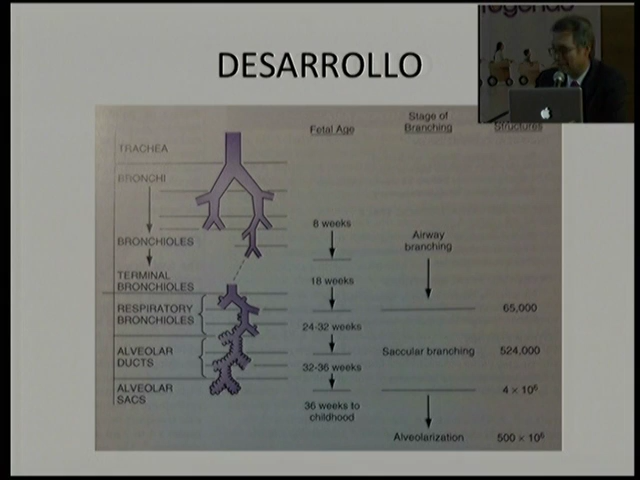 DESARROLLO
Fetal Age
Stage of
Branching
Structures
TRACHEA
BRONCHI
BRONCHIOLES
TERMINAL
BRONCHIOLES
RESPIRATORY
BRONCHIOLES
ALVEOLAR
DUCTS
ALVEOLAR
SACS
8 weeks
18 weeks
24-32 weeks
32-36 weeks
36 weeks to
childhood
Airway
branching
Saccular branching
Alveolarization
65,000
524,000
4 × 10⁶
500 × 10⁶